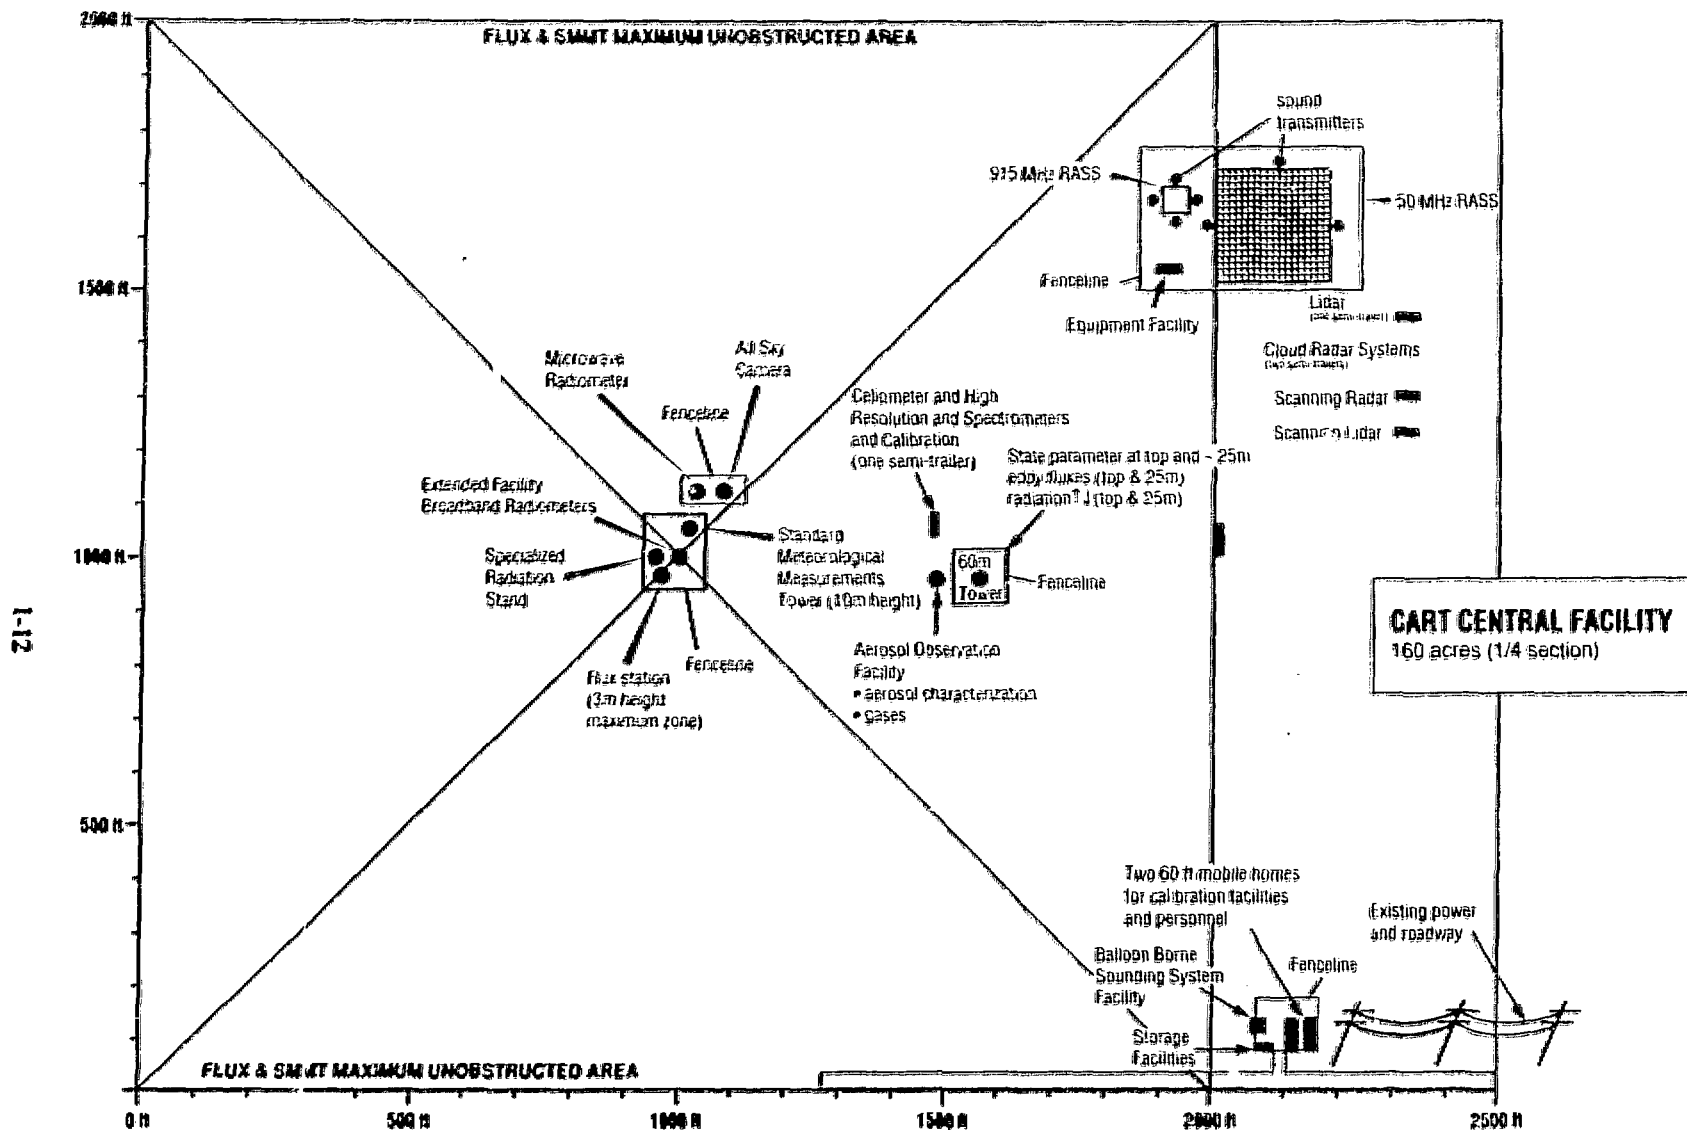 2000 ft
FLUX & SMMT MAXIMUM UNOBSTRUCTED AREA
sound
transmitters
915 MHz RASS
50 MHz RASS
Fenceline
Equipment Facility
1500 ft
Lidar
Cloud Radar Systems
Scanning Radar
Scanning Lidar
Microwave
Radiometer
All Sky
Camera
Fenceline
Celiometer and High
Resolution and Spectrometers
and Calibration
(one semi-trailer)
State parameter at top and ~ 25m
eddy fluxes (top & 25m)
radiation ↑↓ (top & 25m)
Extended Facility
Broadband Radiometers
1000 ft
Specialized
Radiation
Stand
Standard
Meteorological
Measurements
Tower (10m height)
60m
Tower
Fenceline
CART CENTRAL FACILITY
160 acres (1/4 section)
1-12
Flux station
(3m height
maximum zone)
Fenceline
Aerosol Observation
Facility
• aerosol characterization
• gases
500 ft
Two 60 ft mobile homes
for calibration facilities
and personnel
Existing power
and roadway
Balloon Borne
Sounding System
Facility
Fenceline
Storage
Facilities
FLUX & SMMT MAXIMUM UNOBSTRUCTED AREA
0 ft
500 ft
1000 ft
1500 ft
2000 ft
2500 ft